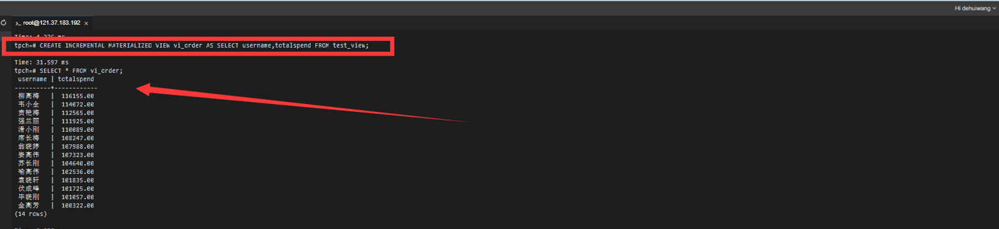 Hi dehuiwang
>_ root@121.37.183.192 ×
tpch=# CREATE INCREMENTAL MATERIALIZED VIEW vi_order AS SELECT username,totalspend FROM test_view;
Time: 31.597 ms
tpch=# SELECT * FROM vi_order;
username | totalspend
----------+------------
柳高梅 | 116155.00
韦小全 | 114072.00
贲艳梅 | 112565.00
强兰丽 | 111925.00
滑小刚 | 110089.00
席长梅 | 108247.00
翁晓婷 | 107988.00
娄高伟 | 107323.00
苏长刚 | 104640.00
喻高伟 | 102536.00
袁晓轩 | 101835.00
伏成峰 | 101725.00
毕晓刚 | 101057.00
金高芳 | 100322.00
(14 rows)